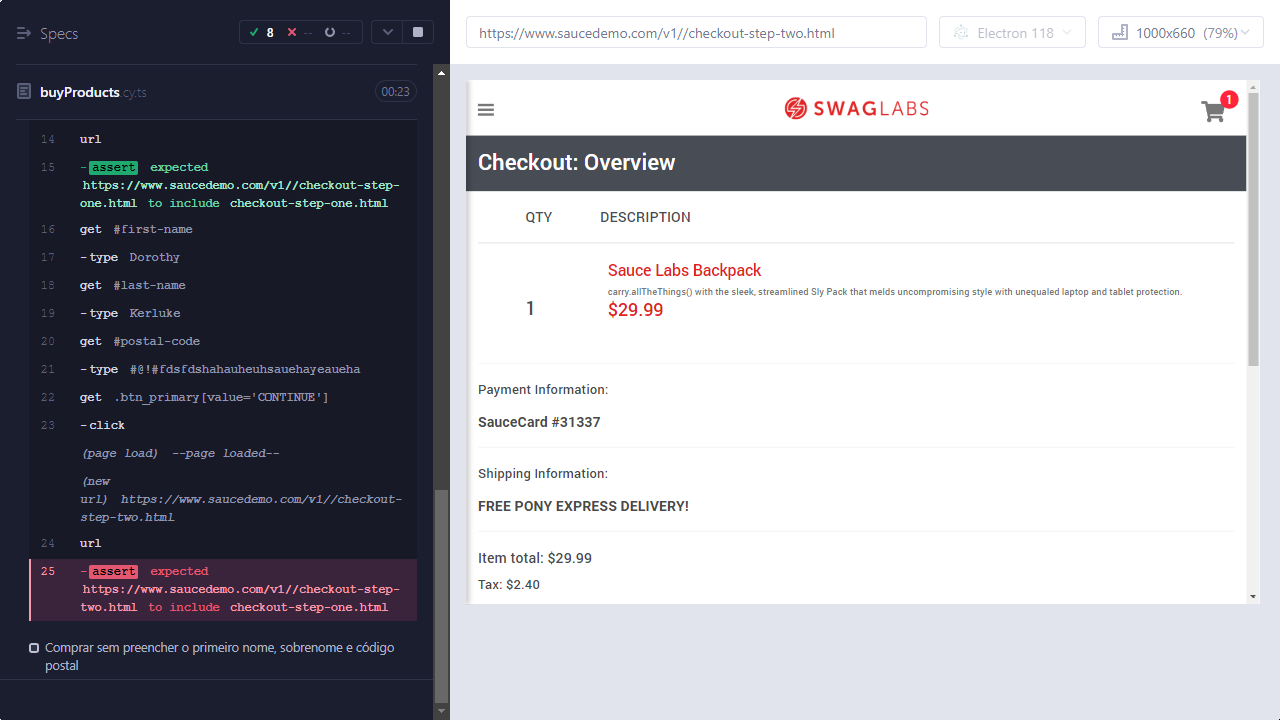 Specs
8
--
--
https://www.saucedemo.com/v1//checkout-step-two.html
Electron 118
1000x660 (79%)
buyProducts.cy.ts
00:23
14 url
15 -assert expected
https://www.saucedemo.com/v1//checkout-step-
one.html to include checkout-step-one.html
16 get #first-name
17 -type Dorothy
18 get #last-name
19 -type Kerluke
20 get #postal-code
21 -type #@!#fdsfdshahauheuhsauehayeaueha
22 get .btn_primary[value='CONTINUE']
23 -click
(page load) --page loaded--
(new
url) https://www.saucedemo.com/v1//checkout-
step-two.html
24 url
25 -assert expected
https://www.saucedemo.com/v1//checkout-step-
two.html to include checkout-step-one.html
Comprar sem preencher o primeiro nome, sobrenome e código
postal
SWAGLABS
1
Checkout: Overview
QTY DESCRIPTION
Sauce Labs Backpack
carry.allTheThings() with the sleek, streamlined Sly Pack that melds uncompromising style with unequaled laptop and tablet protection.
1
$29.99
Payment Information:
SauceCard #31337
Shipping Information:
FREE PONY EXPRESS DELIVERY!
Item total: $29.99
Tax: $2.40